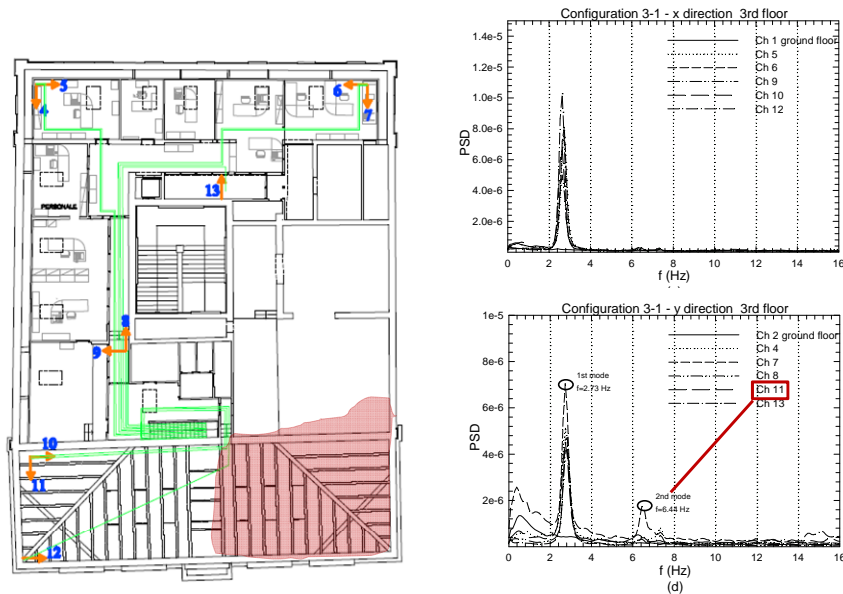 5
6
4
7
13
PERSONALE
8
9
10
11
12
Configuration 3-1 - x direction 3rd floor
1.4e-5
1.2e-5
1.0e-5
8.0e-6
6.0e-6
4.0e-6
2.0e-6
PSD
Ch 1 ground floor
Ch 5
Ch 6
Ch 9
Ch 10
Ch 12
0 2 4 6 8 10 12 14 16
f (Hz)
Configuration 3-1 - y direction 3rd floor
1e-5
8e-6
6e-6
4e-6
2e-6
PSD
Ch 2 ground floor
Ch 4
Ch 7
Ch 8
Ch 11
Ch 13
1st mode
f=2.73 Hz
2nd mode
f=6.44 Hz
0 2 4 6 8 10 12 14 16
f (Hz)
(d)